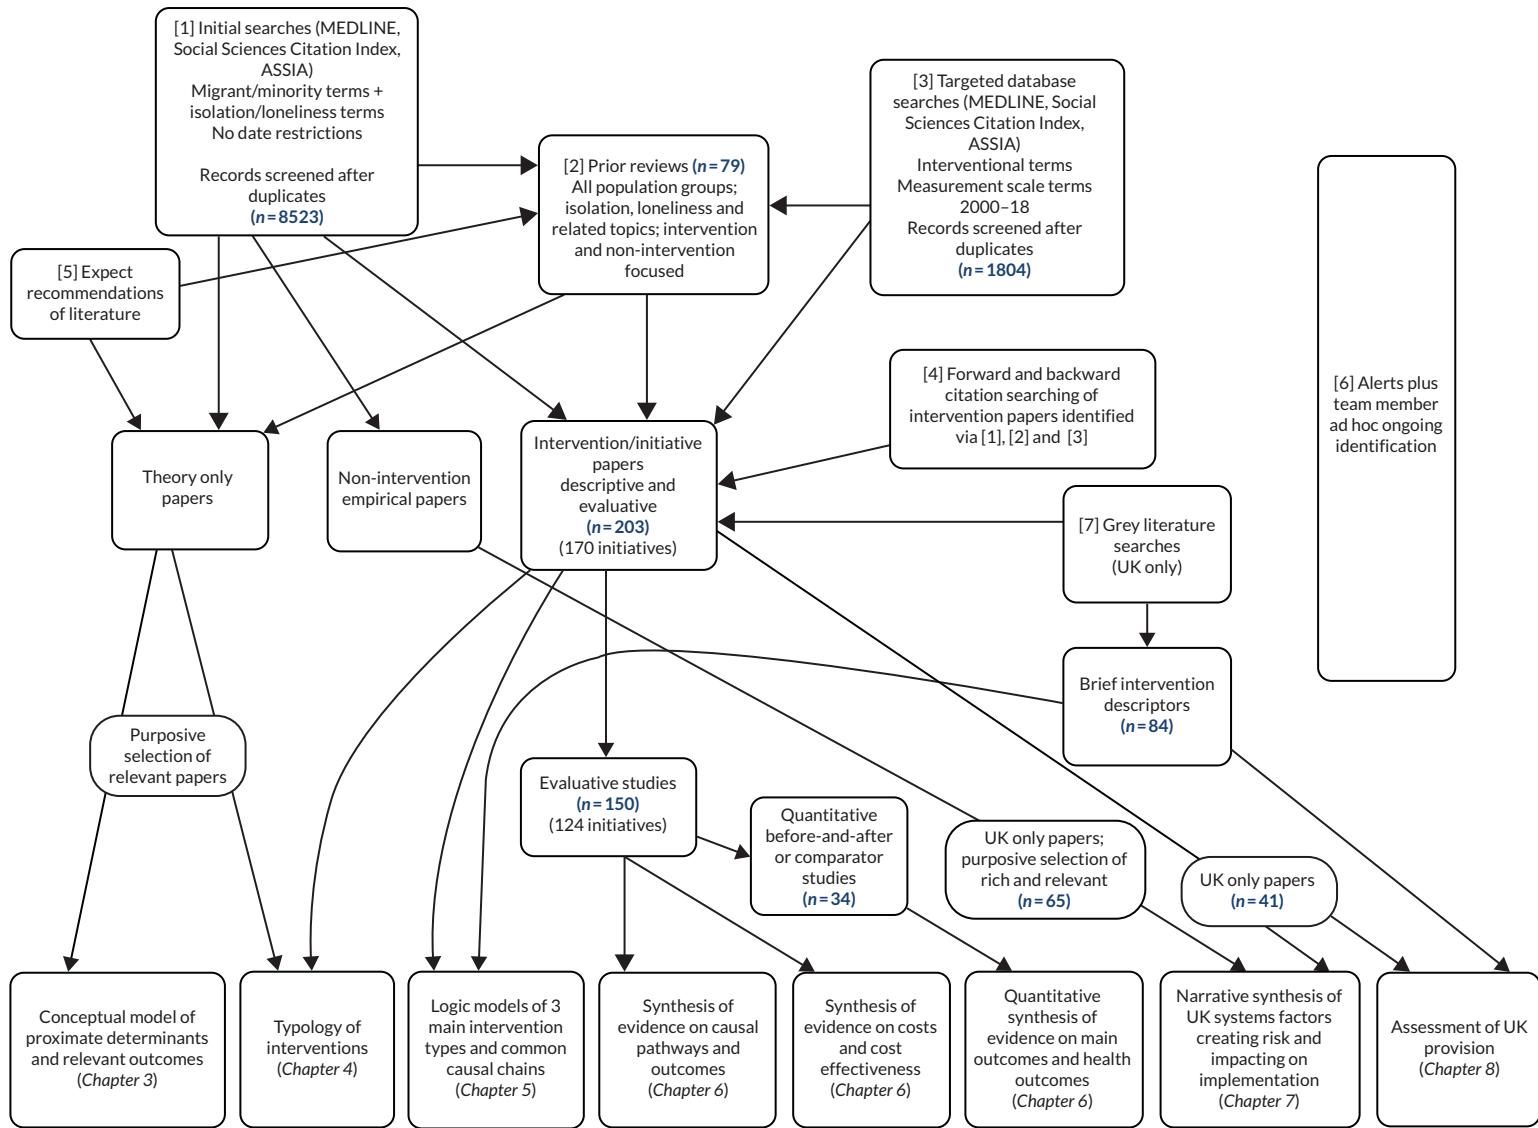 [1] Initial searches (MEDLINE,
Social Sciences Citation Index,
ASSIA)
Migrant/minority terms +
isolation/loneliness terms
No date restrictions
Records screened after
duplicates
(n=8523)
[2] Prior reviews (n=79)
All population groups;
isolation, loneliness and
related topics; intervention
and non-intervention
focused
[3] Targeted database
searches (MEDLINE, Social
Sciences Citation Index,
ASSIA)
Interventional terms
Measurement scale terms
2000–18
Records screened after
duplicates
(n=1804)
[5] Expect
recommendations
of literature
[4] Forward and backward
citation searching of
intervention papers identified
via [1], [2] and [3]
[6] Alerts plus
team member
ad hoc ongoing
identification
Theory only
papers
Non-intervention
empirical papers
Intervention/initiative
papers
descriptive and
evaluative
(n=203)
(170 initiatives)
[7] Grey literature
searches
(UK only)
Brief intervention
descriptors
(n=84)
Purposive
selection of
relevant papers
Evaluative studies
(n=150)
(124 initiatives)
Quantitative
before-and-after
or comparator
studies
(n=34)
UK only papers;
purposive selection of
rich and relevant
(n=65)
UK only papers
(n=41)
Conceptual model of
proximate determinants
and relevant outcomes
(Chapter 3)
Typology of
interventions
(Chapter 4)
Logic models of 3
main intervention
types and common
causal chains
(Chapter 5)
Synthesis of
evidence on causal
pathways and
outcomes
(Chapter 6)
Synthesis of
evidence on costs
and cost
effectiveness
(Chapter 6)
Quantitative
synthesis of
evidence on main
outcomes and health
outcomes
(Chapter 6)
Narrative synthesis of
UK systems factors
creating risk and
impacting on
implementation
(Chapter 7)
Assessment of UK
provision
(Chapter 8)